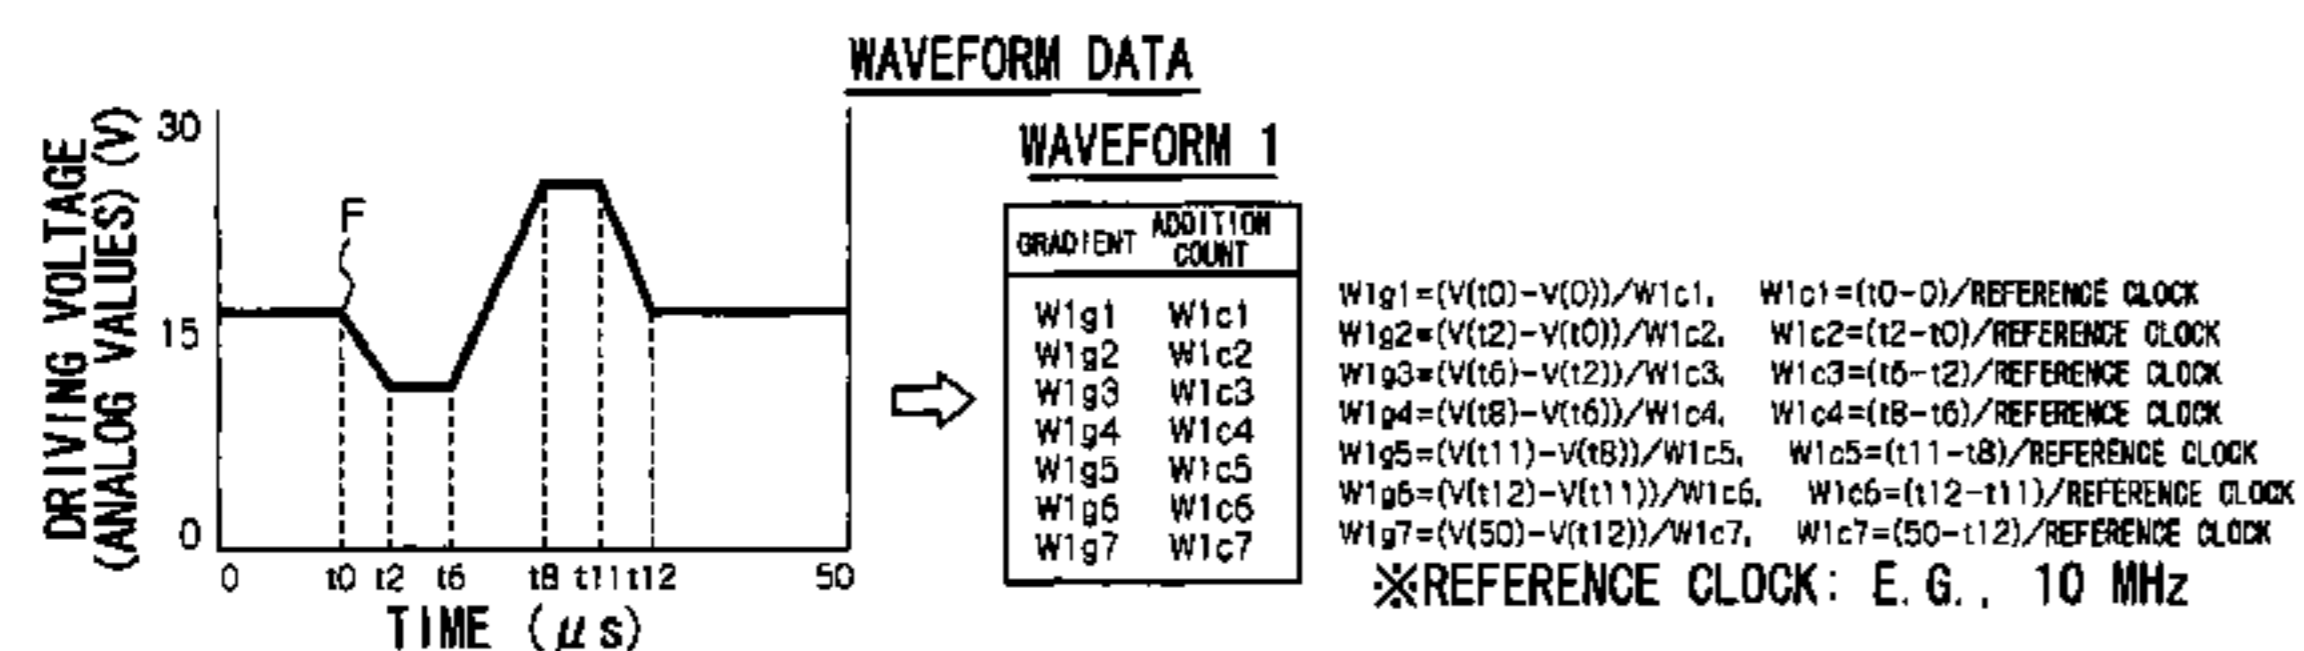 WAVEFORM DATA
DRIVING VOLTAGE
(ANALOG VALUES) (V)
30
15
0
F
0 t0 t2 t6 t8 t11 t12 50
TIME (μs)
WAVEFORM 1
GRADIENT ADDITION COUNT
W1g1 W1c1
W1g2 W1c2
W1g3 W1c3
W1g4 W1c4
W1g5 W1c5
W1g6 W1c6
W1g7 W1c7
W1g1=(V(t0)-V(0))/W1c1, W1c1=(t0-0)/REFERENCE CLOCK
W1g2=(V(t2)-V(t0))/W1c2, W1c2=(t2-t0)/REFERENCE CLOCK
W1g3=(V(t6)-V(t2))/W1c3, W1c3=(t6-t2)/REFERENCE CLOCK
W1g4=(V(t8)-V(t6))/W1c4, W1c4=(t8-t6)/REFERENCE CLOCK
W1g5=(V(t11)-V(t8))/W1c5, W1c5=(t11-t8)/REFERENCE CLOCK
W1g6=(V(t12)-V(t11))/W1c6, W1c6=(t12-t11)/REFERENCE CLOCK
W1g7=(V(50)-V(t12))/W1c7, W1c7=(50-t12)/REFERENCE CLOCK
※REFERENCE CLOCK: E.G., 10 MHz